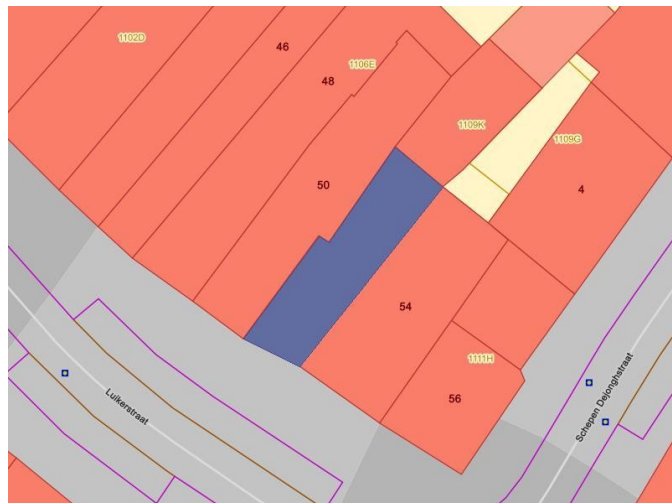 1102D
46
48
1106E
50
1109K
1109G
4
54
1111H
56
Luikerstraat
Schepen Dejonghstraat